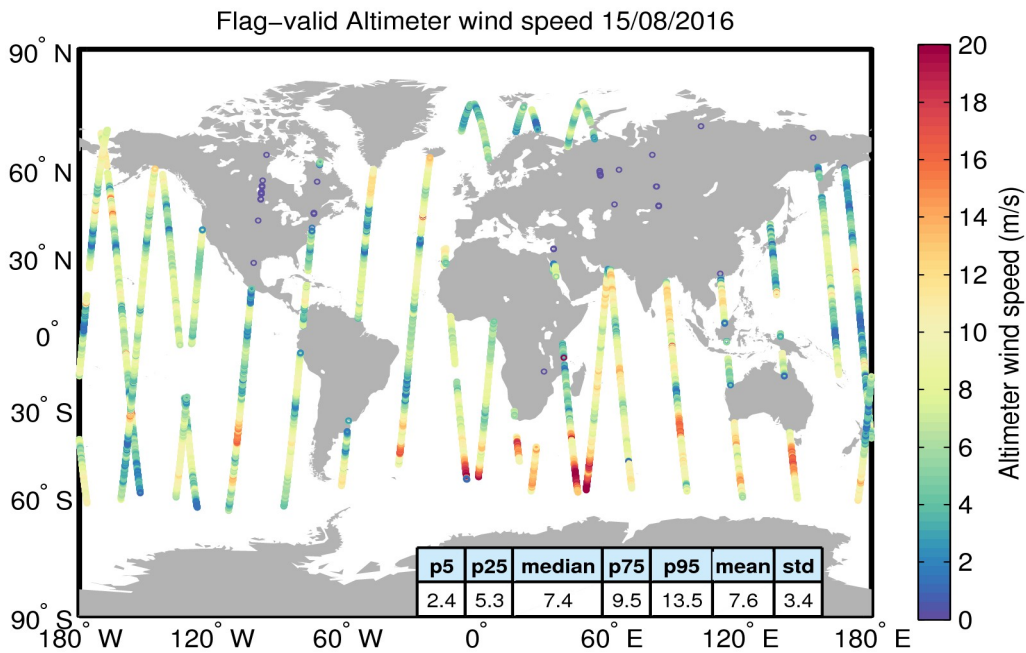 Flag−valid Altimeter wind speed 15/08/2016
90° N
60° N
30° N
0°
30° S
60° S
90° S
180° W
120° W
60° W
0°
60° E
120° E
180° E
p5 p25 median p75 p95 mean std
2.4 5.3 7.4 9.5 13.5 7.6 3.4
20
18
16
14
12
10
8
6
4
2
0
Altimeter wind speed (m/s)